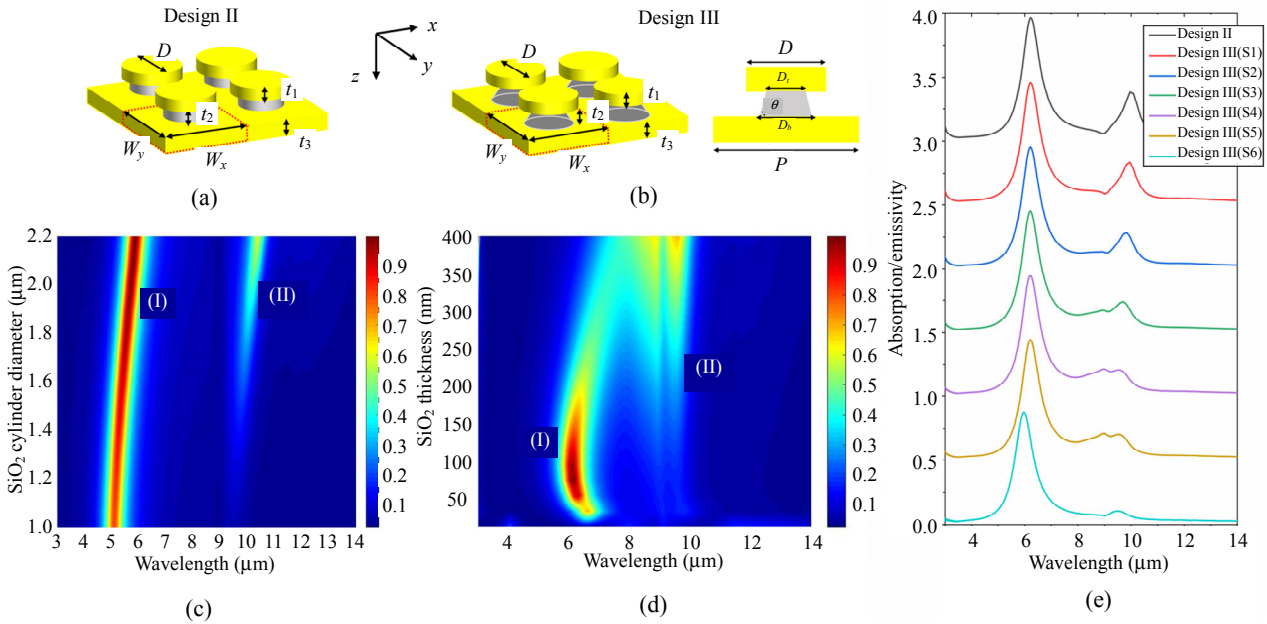 Design II
D
t1
t2
t3
Wy
Wx
(a)
x
y
z
Design III
D
t1
t2
t3
Wy
Wx
D
Dt
θ
Db
P
(b)
SiO2 cylinder diameter (μm)
2.2
2.0
1.8
1.6
1.4
1.2
1.0
(I)
(II)
3 4 5 6 7 8 9 10 11 12 13 14
Wavelength (μm)
0.9
0.8
0.7
0.6
0.5
0.4
0.3
0.2
0.1
(c)
SiO2 thickness (nm)
400
350
300
250
200
150
100
50
(I)
(II)
4 6 8 10 12 14
Wavelength (μm)
0.9
0.8
0.7
0.6
0.5
0.4
0.3
0.2
0.1
(d)
Absorption/emissivity
4.0
3.5
3.0
2.5
2.0
1.5
1.0
0.5
0.0
Design II
Design III(S1)
Design III(S2)
Design III(S3)
Design III(S4)
Design III(S5)
Design III(S6)
4 6 8 10 12 14
Wavelength (μm)
(e)